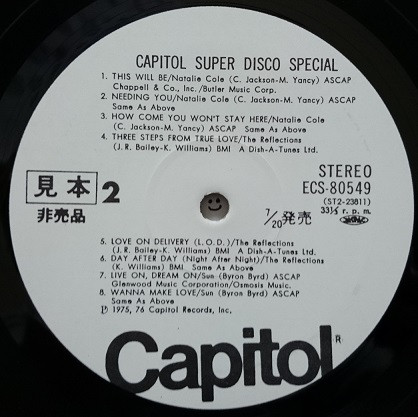 CAPITOL SUPER DISCO SPECIAL
1. THIS WILL BE/Natalie Cole (C. Jackson-M. Yancy) ASCAP
Chappell & Co., Inc./Butler Music Corp.
2. NEEDING YOU/Natalie Cole (C. Jackson-M. Yancy) ASCAP
Same As Above
3. HOW COME YOU WON'T STAY HERE/Natalie Cole
(C. Jackson-M. Yancy) ASCAP Same As Above
4. THREE STEPS FROM TRUE LOVE/The Reflections
(J.R. Bailey-K. Williams) BMI A Dish-A-Tunes Ltd.
見本 2
非売品
STEREO
ECS-80549
(ST2-23811)
33⅓ r. p. m.
7/20発売
5. LOVE ON DELIVERY (L.O.D.)/The Reflections
(J.R. Bailey-K. Williams) BMI A Dish-A-Tunes Ltd.
6. DAY AFTER DAY (Night After Night)/The Reflections
(K. Williams) BMI Same As Above
7. LIVE ON, DREAM ON/Sun (Byron Byrd) ASCAP
Glenwood Music Corporation/Osmosis Music.
8. WANNA MAKE LOVE/Sun (Byron Byrd) ASCAP
Same As Above
Ⓟ 1975, 76 Capitol Records, Inc.
Capitol®